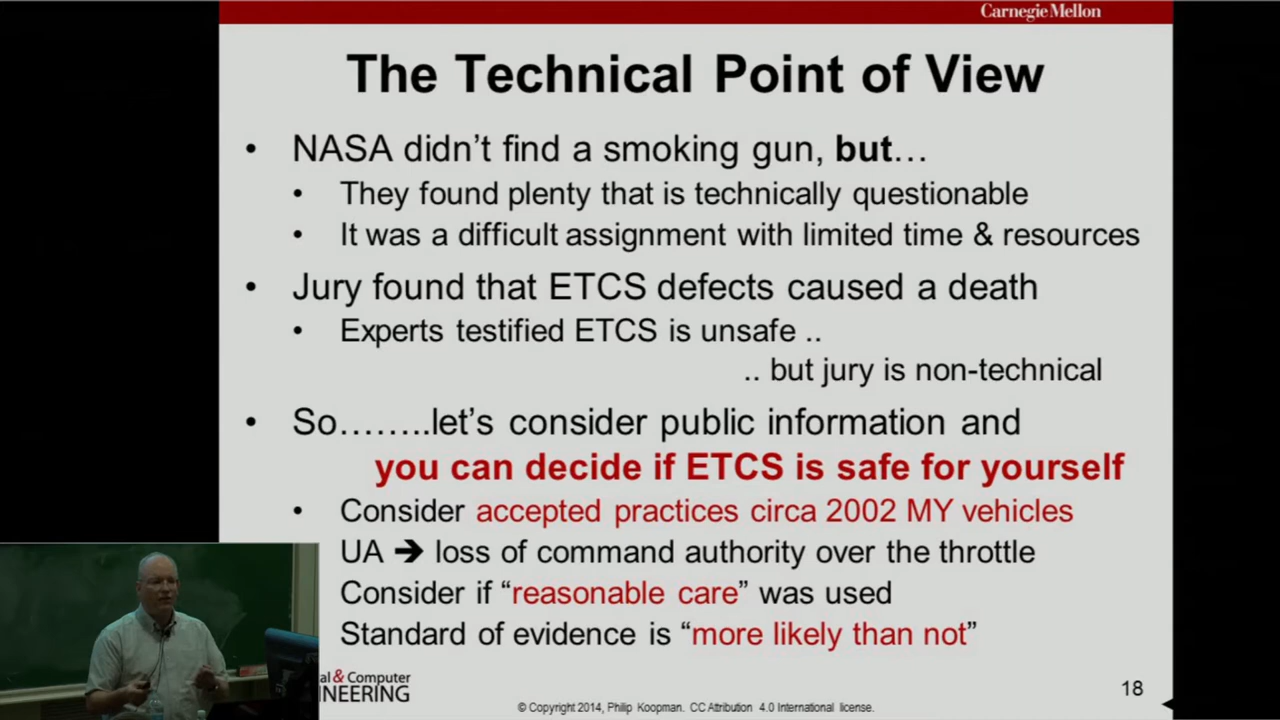 Carnegie Mellon
The Technical Point of View
• NASA didn’t find a smoking gun, but…
• They found plenty that is technically questionable
• It was a difficult assignment with limited time & resources
• Jury found that ETCS defects caused a death
• Experts testified ETCS is unsafe ..
.. but jury is non-technical
• So……..let’s consider public information and
you can decide if ETCS is safe for yourself
• Consider accepted practices circa 2002 MY vehicles
UA ➔ loss of command authority over the throttle
Consider if “reasonable care” was used
Standard of evidence is “more likely than not”
al & Computer
NEERING
18
© Copyright 2014, Philip Koopman. CC Attribution 4.0 International license.